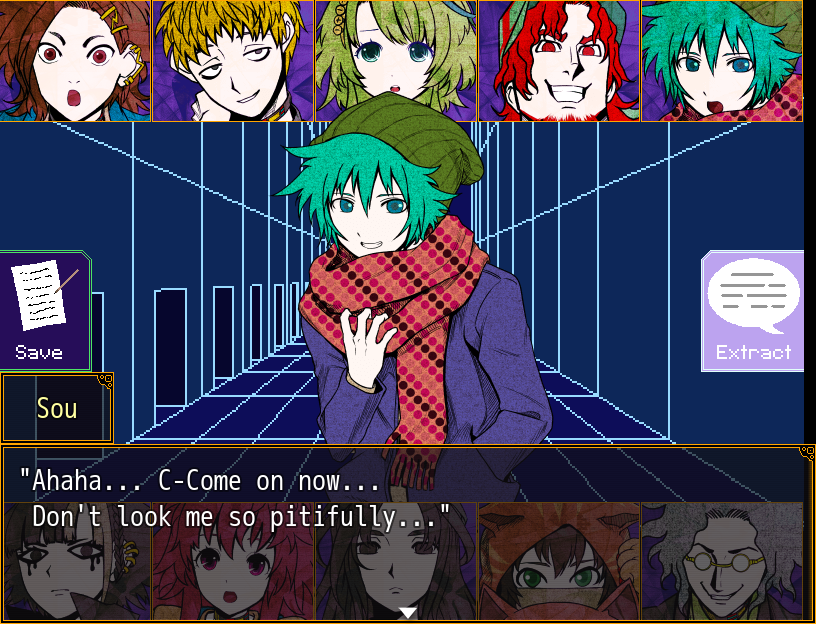 Save
Extract
Sou
"Ahaha... C-Come on now...
Don't look me so pitifully..."